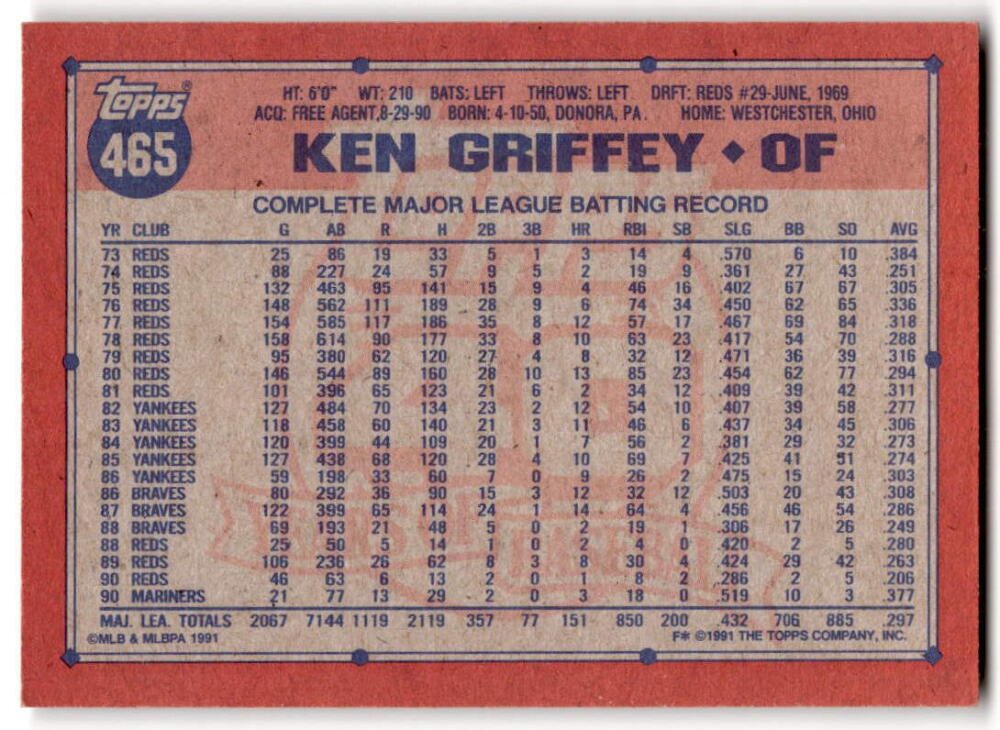 Topps®
465
HT: 6'0" WT: 210 BATS: LEFT THROWS: LEFT DRFT: REDS #29-JUNE, 1969
ACQ: FREE AGENT,8-29-90 BORN: 4-10-50, DONORA, PA. HOME: WESTCHESTER, OHIO
KEN GRIFFEY ◆ OF
COMPLETE MAJOR LEAGUE BATTING RECORD
YR CLUB G AB R H 2B 3B HR RBI SB SLG BB SO AVG
73 REDS 25 86 19 33 5 1 3 14 4 .570 6 10 .384
74 REDS 88 227 24 57 9 5 2 19 9 .361 27 43 .251
75 REDS 132 463 95 141 15 9 4 46 16 .402 67 67 .305
76 REDS 148 562 111 189 28 9 6 74 34 .450 62 65 .336
77 REDS 154 585 117 186 35 8 12 57 17 .467 69 84 .318
78 REDS 158 614 90 177 33 8 10 63 23 .417 54 70 .288
79 REDS 95 380 62 120 27 4 8 32 12 .471 36 39 .316
80 REDS 146 544 89 160 28 10 13 85 23 .454 62 77 .294
81 REDS 101 396 65 123 21 6 2 34 12 .409 39 42 .311
82 YANKEES 127 484 70 134 23 2 12 54 10 .407 39 58 .277
83 YANKEES 118 458 60 140 21 3 11 46 6 .437 34 45 .306
84 YANKEES 120 399 44 109 20 1 7 56 2 .381 29 32 .273
85 YANKEES 127 438 68 120 28 4 10 69 7 .425 41 51 .274
86 YANKEES 59 198 33 60 7 0 9 26 2 .475 15 24 .303
86 BRAVES 80 292 36 90 15 3 12 32 12 .503 20 43 .308
87 BRAVES 122 399 65 114 24 1 14 64 4 .456 46 54 .286
88 BRAVES 69 193 21 48 5 0 2 19 1 .306 17 26 .249
88 REDS 25 50 5 14 1 0 2 4 0 .420 2 5 .280
89 REDS 106 236 26 62 8 3 8 30 4 .424 29 42 .263
90 REDS 46 63 6 13 2 0 1 8 2 .286 2 5 .206
90 MARINERS 21 77 13 29 2 0 3 18 0 .519 10 3 .377
MAJ. LEA. TOTALS 2067 7144 1119 2119 357 77 151 850 200 .432 706 885 .297
©MLB & MLBPA 1991 F* ©1991 THE TOPPS COMPANY, INC.
40
YEARS OF
BASEBALL